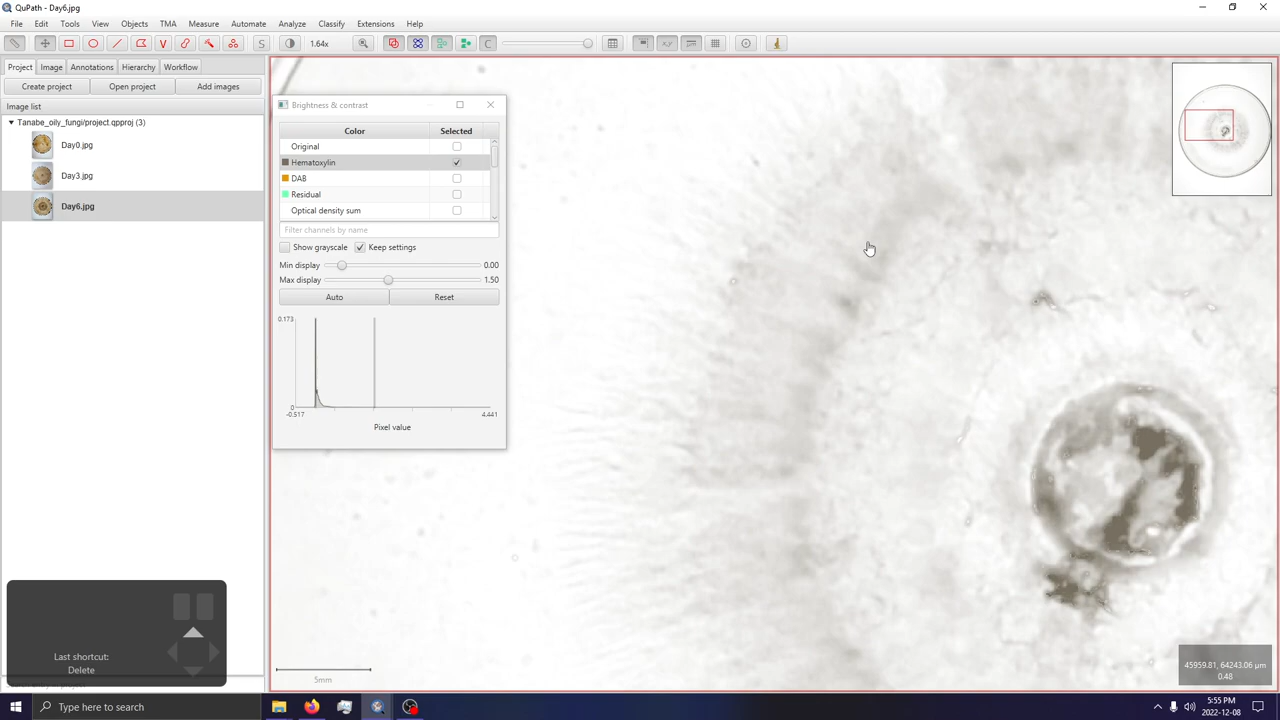 QuPath - Day6.jpg
File Edit Tools View Objects TMA Measure Automate Analyze Classify Extensions Help
S 1.64x C
Project Image Annotations Hierarchy Workflow
Create project Open project Add images
Image list
Tanabe_oily_fungi/project.qpproj (3)
Day0.jpg
Day3.jpg
Day6.jpg
Brightness & contrast
Color Selected
Original
Hematoxylin
DAB
Residual
Optical density sum
Filter channels by name
Show grayscale Keep settings
Min display 0.00
Max display 1.50
Auto Reset
0.173
0
-0.517 4.441
Pixel value
Last shortcut:
Delete
5mm
45959.81, 64243.06 µm
0.48
Type here to search
5:55 PM
2022-12-08